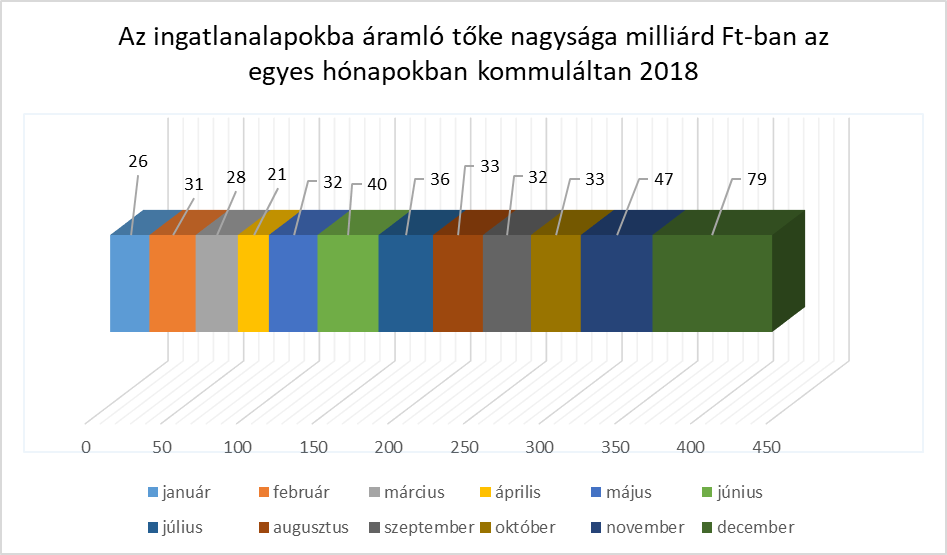 Az ingatlanalapokba áramló tőke nagysága milliárd Ft-ban az
egyes hónapokban kommuláltan 2018
26 31 28 21 32 40 36 33 32 33 47 79
0 50 100 150 200 250 300 350 400 450
január február március április május június
július augusztus szeptember október november december